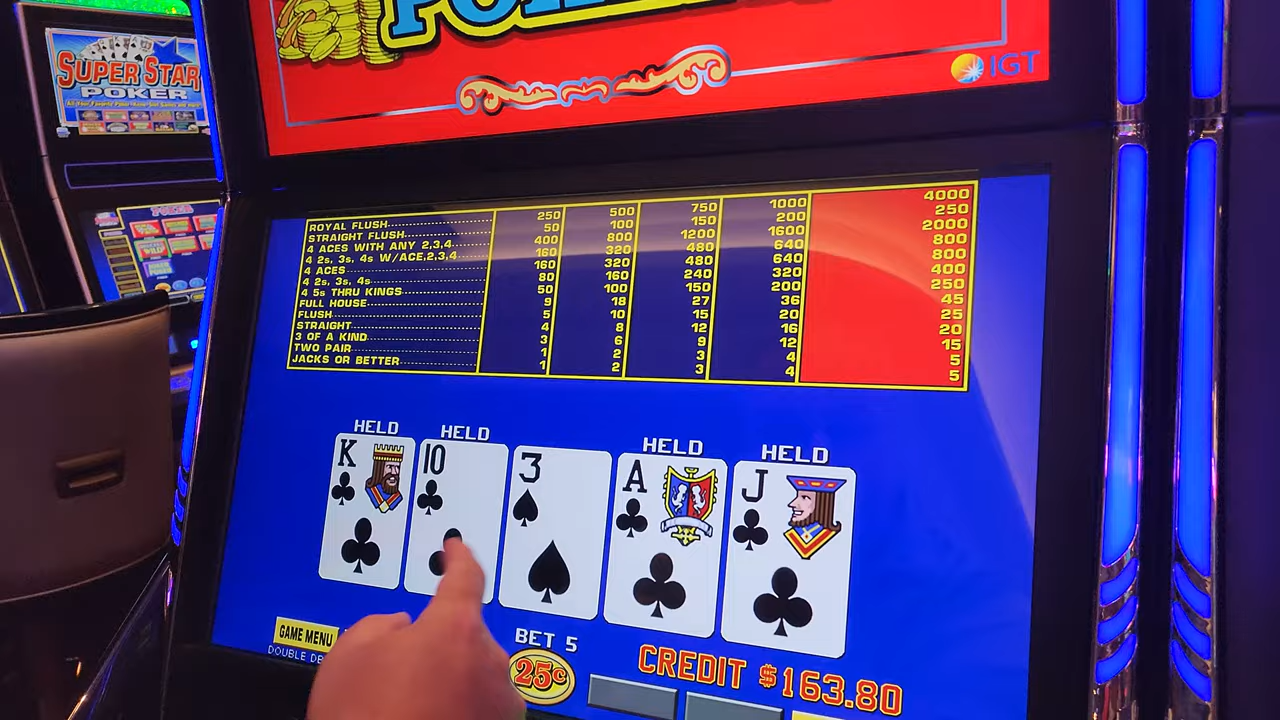 POKER
IGT
SUPER STAR
POKER
POKER
ROYAL FLUSH 250 500 750 1000 4000
STRAIGHT FLUSH 50 100 150 200 250
4 ACES WITH ANY 2,3,4 400 800 1200 1600 2000
4 2s, 3s, 4s W/ACE,2,3,4 160 320 480 640 800
4 ACES 160 320 480 640 800
4 2s, 3s, 4s 80 160 240 320 400
4 5s THRU KINGS 50 100 150 200 250
FULL HOUSE 9 18 27 36 45
FLUSH 5 10 15 20 25
STRAIGHT 4 8 12 16 20
3 OF A KIND 3 6 9 12 15
TWO PAIR 1 2 3 4 5
JACKS OR BETTER 1 2 3 4 5
HELD HELD HELD HELD
K 10 3 A J
GAME MENU
DOUBLE DE
BET 5
25¢
CREDIT $163.80